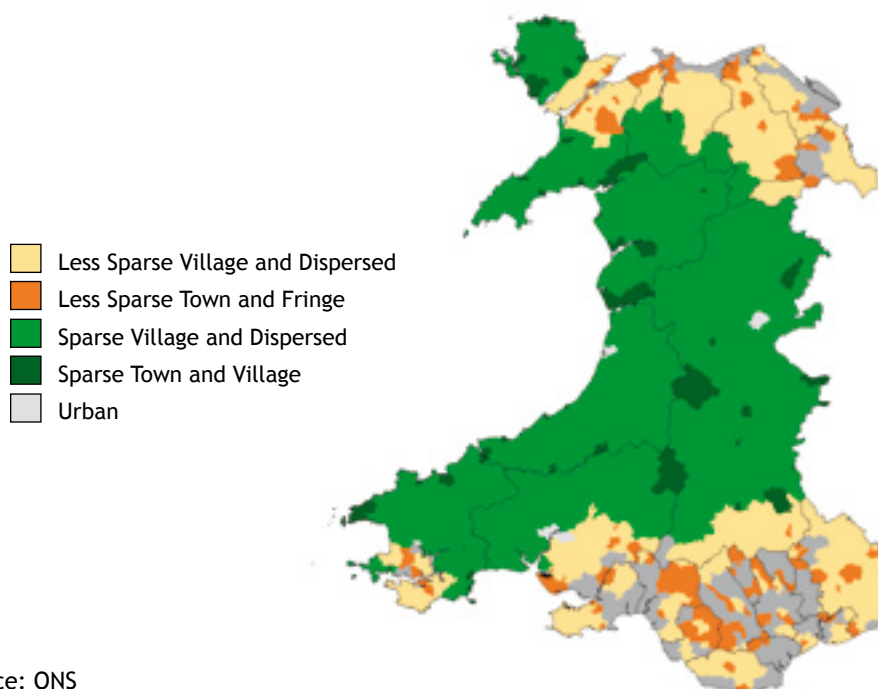 Less Sparse Village and Dispersed
Less Sparse Town and Fringe
Sparse Village and Dispersed
Sparse Town and Village
Urban
ce: ONS